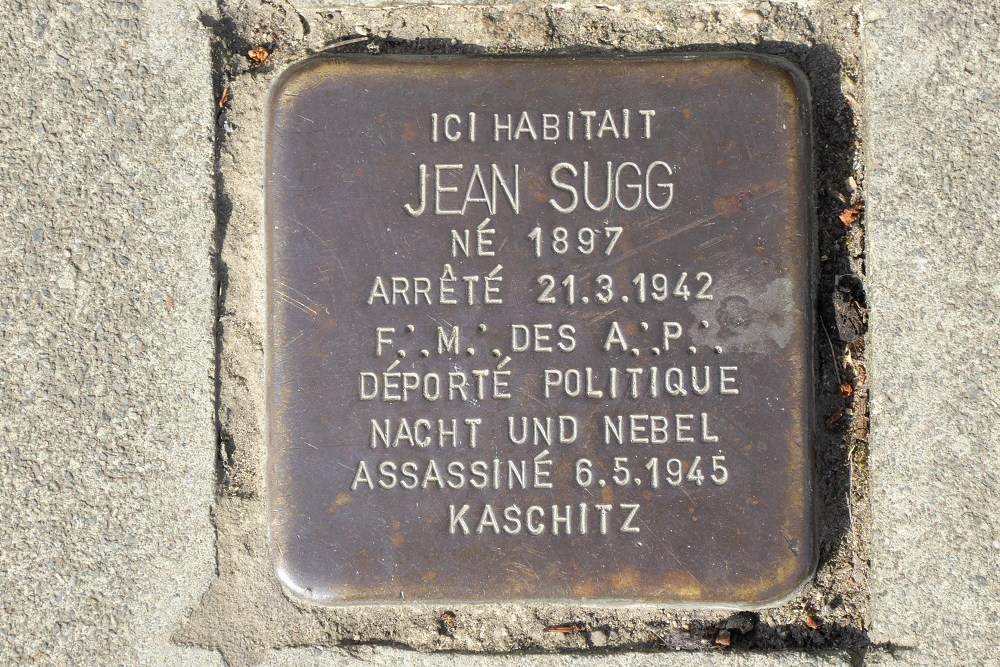 ICI HABITAIT
JEAN SUGG
NÉ 1897
ARRÊTÉ 21.3.1942
F∴M∴DES A∴P∴
DÉPORTÉ POLITIQUE
NACHT UND NEBEL
ASSASSINÉ 6.5.1945
KASCHITZ